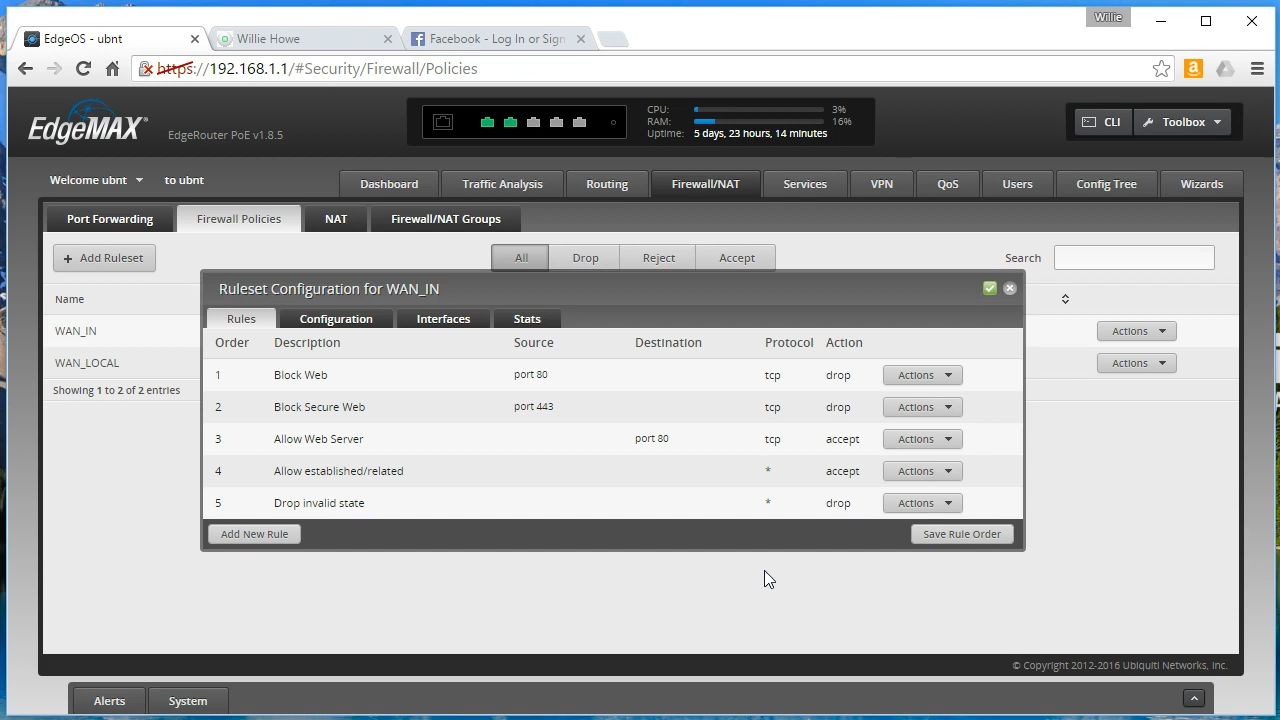 Willie
EdgeOS - ubnt
Willie Howe
Facebook - Log In or Sign
https://192.168.1.1/#Security/Firewall/Policies
EdgeMAX
EdgeRouter PoE v1.8.5
CPU: 3%
RAM: 16%
Uptime: 5 days, 23 hours, 14 minutes
CLI
Toolbox
Welcome ubnt to ubnt
Dashboard Traffic Analysis Routing Firewall/NAT Services VPN QoS Users Config Tree Wizards
Port Forwarding Firewall Policies NAT Firewall/NAT Groups
+ Add Ruleset All Drop Reject Accept Search
Name
WAN_IN Actions
WAN_LOCAL Actions
Showing 1 to 2 of 2 entries
Ruleset Configuration for WAN_IN
Rules Configuration Interfaces Stats
Order Description Source Destination Protocol Action
1 Block Web port 80 tcp drop Actions
2 Block Secure Web port 443 tcp drop Actions
3 Allow Web Server port 80 tcp accept Actions
4 Allow established/related * accept Actions
5 Drop invalid state * drop Actions
Add New Rule Save Rule Order
© Copyright 2012-2016 Ubiquiti Networks, Inc.
Alerts System